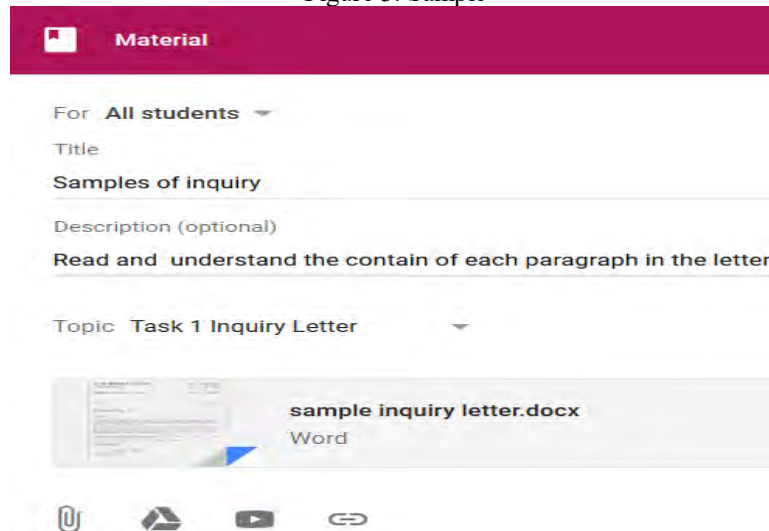 Material
For All students
Title
Samples of inquiry
Description (optional)
Read and understand the contain of each paragraph in the letter
Topic Task 1 Inquiry Letter
sample inquiry letter.docx
Word